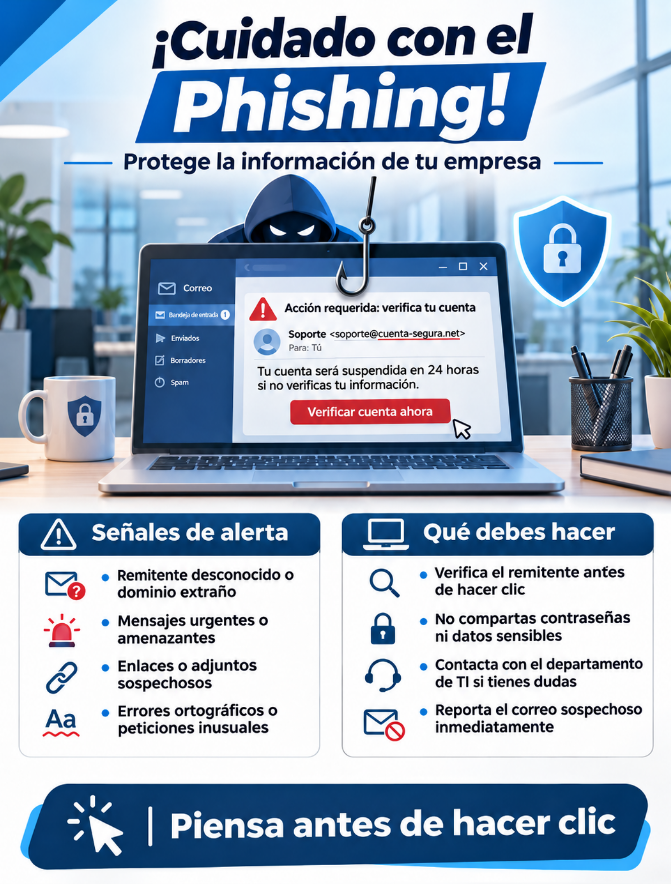 ¡Cuidado con el
Phishing!
Protege la información de tu empresa
Correo
Bandeja de entrada 1
Enviados
Borradores
Spam
Acción requerida: verifica tu cuenta
Soporte <soporte@cuenta-segura.net>
Para: Tú
Tu cuenta será suspendida en 24 horas
si no verificas tu información.
Verificar cuenta ahora
Señales de alerta
? • Remitente desconocido o
dominio extraño
• Mensajes urgentes o
amenazantes
• Enlaces o adjuntos
sospechosos
Aa • Errores ortográficos o
peticiones inusuales
Qué debes hacer
• Verifica el remitente antes
de hacer clic
• No compartas contraseñas
ni datos sensibles
• Contacta con el departamento
de TI si tienes dudas
• Reporta el correo sospechoso
inmediatamente
Piensa antes de hacer clic